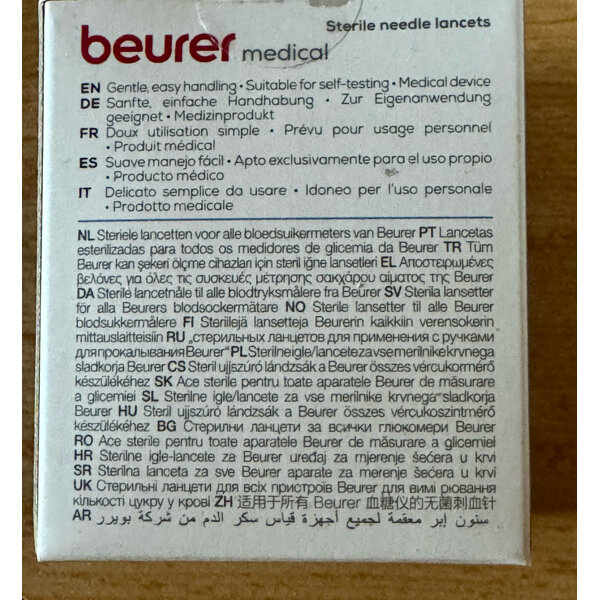 Sterile needle lancets
beurer medical
EN Gentle, easy handling • Suitable for self-testing • Medical device
DE Sanfte, einfache Handhabung • Zur Eigenanwendung
geeignet • Medizinprodukt
FR Doux utilisation simple • Prévu pour usage personnel
• Produit médical
ES Suave manejo fácil • Apto exclusivamente para el uso propio
• Producto médico
IT Delicato semplice da usare • Idoneo per l'uso personale
• Prodotto medicale
NL Steriele lancetten voor alle bloedsuikermeters van Beurer PT Lancetas
esterilizadas para todos os medidores de glicemia da Beurer TR Tüm
Beurer kan şekeri ölçme cihazları için steril iğne lansetleri EL Αποστειρωμένες
βελόνες για όλες τις συσκευές μέτρησης σακχάρου αίματος της Beurer
DA Sterile lancetnåle til alle blodtryksmålere fra Beurer SV Sterila lansetter
för alla Beurers blodsockermätare NO Sterile lansetter til alle Beurer
blodsukkermålere FI Steriilejä lansetteja Beurerin kaikkiin verensokerin
mittauslaitteisiin RU „стерильных ланцетов для применения с ручками
для прокалывания Beurer" PL Sterilne igle/lancete za vse merilnike krvnega
sladkorja Beurer CS Steril ujjszúró lándzsák a Beurer összes vércukormérő
készülékéhez SK Ace sterile pentru toate aparatele Beurer de măsurare
a glicemiei SL Sterilne igle/lancete za vse merilnike krvnega sladkorja
Beurer HU Steril ujjszúró lándzsák a Beurer összes vércukoszintmérő
készülékéhez BG Стерилни ланцети за всички глюкомери Beurer
RO Ace sterile pentru toate aparatele Beurer de măsurare a glicemiei
HR Sterilne igle-lancete za Beurer uređaj za mjerenje šećera u krvi
SR Sterilna lanceta za sve Beurer aparate za merenje šećera u krvi
UK Стерильні ланцети для всіх пристроїв Beurer для вимі рювання
кількості цукру у крові ZH 适用于所有 Beurer 血糖仪的无菌刺血针
AR سنون إبر معقمة لجميع أجهزة قياس سكر الدم من شركة بويرر